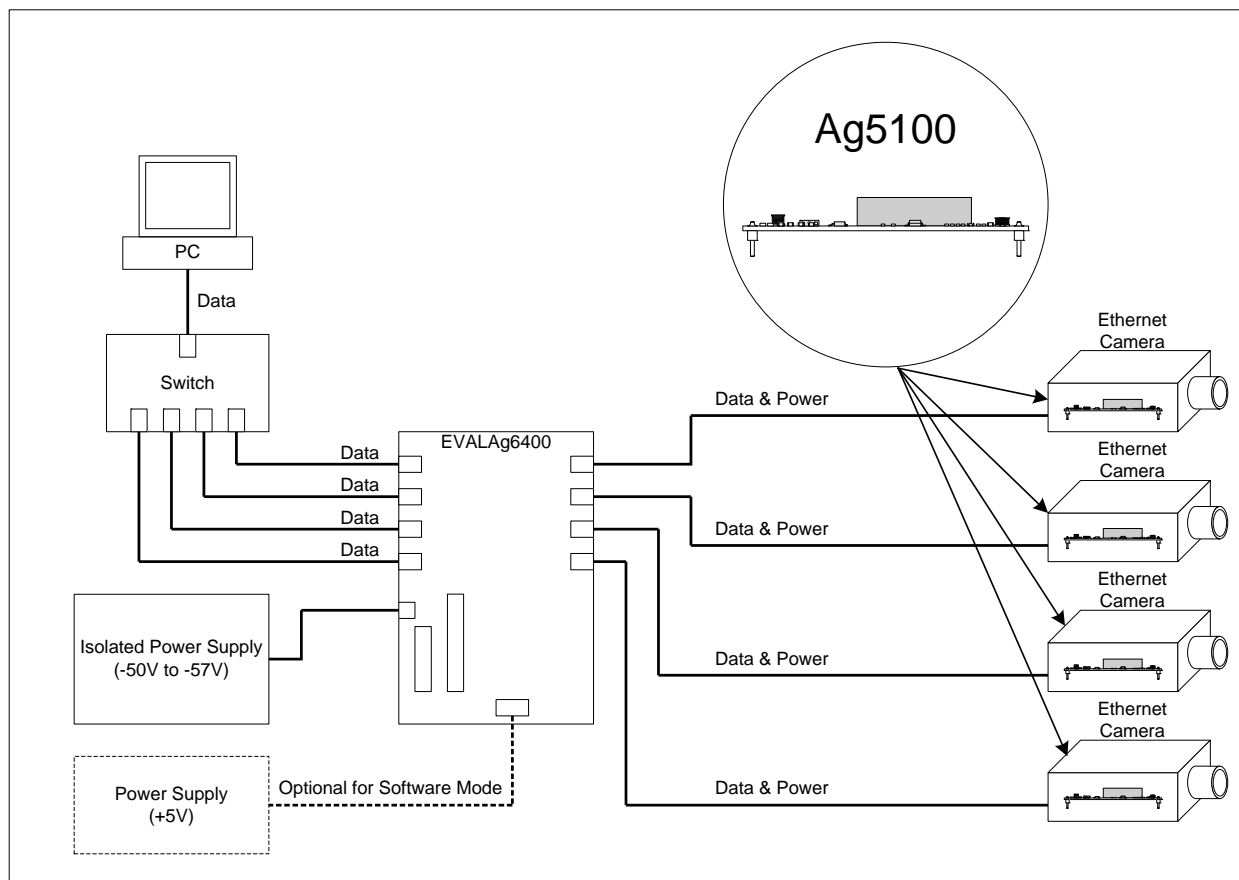 Ag5100
PC
Data
Switch
EVALAg6400
Data
Data
Data
Data
Data & Power
Data & Power
Data & Power
Data & Power
Ethernet
Camera
Ethernet
Camera
Ethernet
Camera
Ethernet
Camera
Isolated Power Supply
(-50V to -57V)
Power Supply
(+5V)
Optional for Software Mode